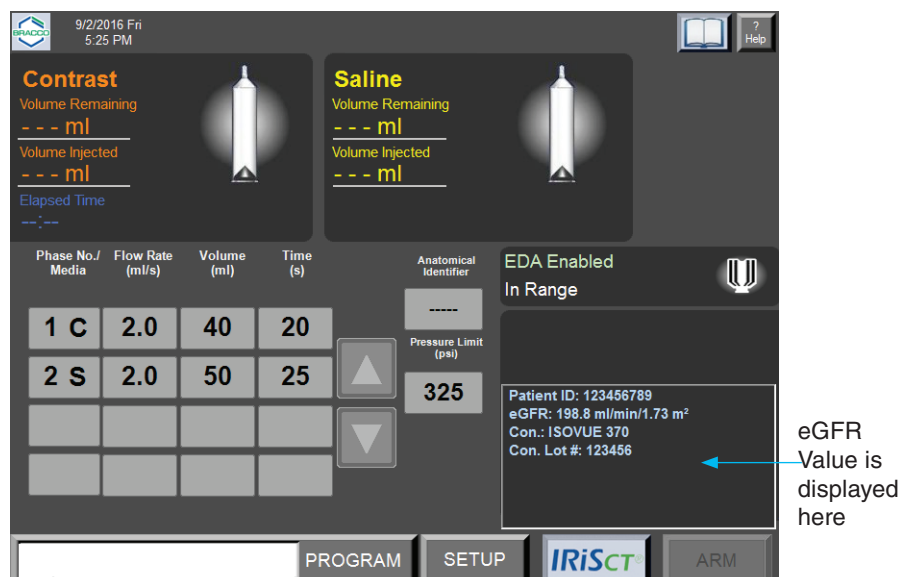 BRACCO
9/2/2016 Fri
5:25 PM
?
Help
Contrast
Volume Remaining
- - - ml
Volume Injected
- - - ml
Elapsed Time
--:--
Saline
Volume Remaining
- - - ml
Volume Injected
- - - ml
Phase No./ Media
Flow Rate (ml/s)
Volume (ml)
Time (s)
1 C 2.0 40 20
2 S 2.0 50 25
Anatomical
Identifier
-----
Pressure Limit
(psi)
325
EDA Enabled
In Range
Patient ID: 123456789
eGFR: 198.8 ml/min/1.73 m²
Con.: ISOVUE 370
Con. Lot #: 123456
eGFR
Value is
displayed
here
PROGRAM
SETUP
IRiSCT®
ARM